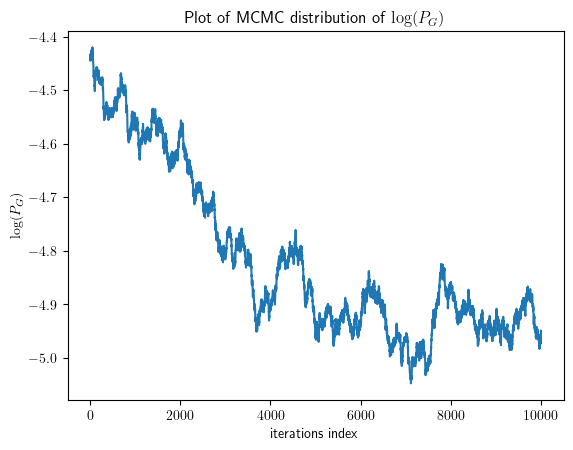 Plot of MCMC distribution of log(P_G)
log(P_G)
−4.4
−4.5
−4.6
−4.7
−4.8
−4.9
−5.0
0 2000 4000 6000 8000 10000
iterations index